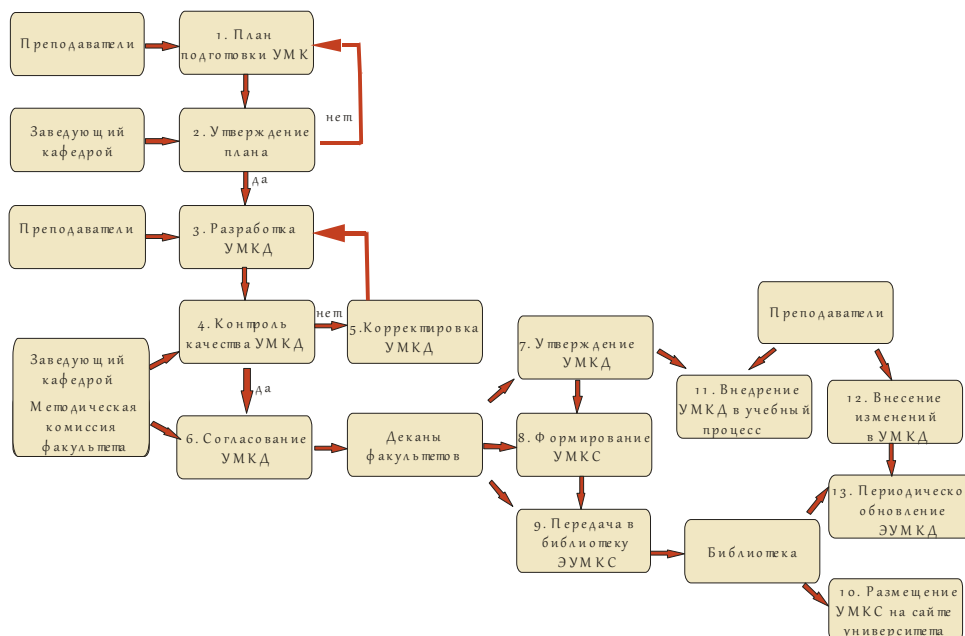 Преподаватели
1. План
подготовки УМК
нет
Заведующий
кафедрой
2. Утверждение
плана
да
Преподаватели
3. Разработка
УМКД
4. Контроль
качества УМКД
нет
5.Корректировка
УМКД
Заведующий
кафедрой
Методическая
комиссия
факультета
да
6. Согласование
УМКД
Деканы
факультетов
7. Утверждение
УМКД
8. Формирование
УМКС
9. Передача в
библиотеку
ЭУМКС
Преподаватели
11. Внедрение
УМКД в учебный
процесс
12. Внесение
изменений
в УМКД
13. Периодическо
обновление
ЭУМКД
Библиотека
10. Размещение
УМКС на сайте
университета